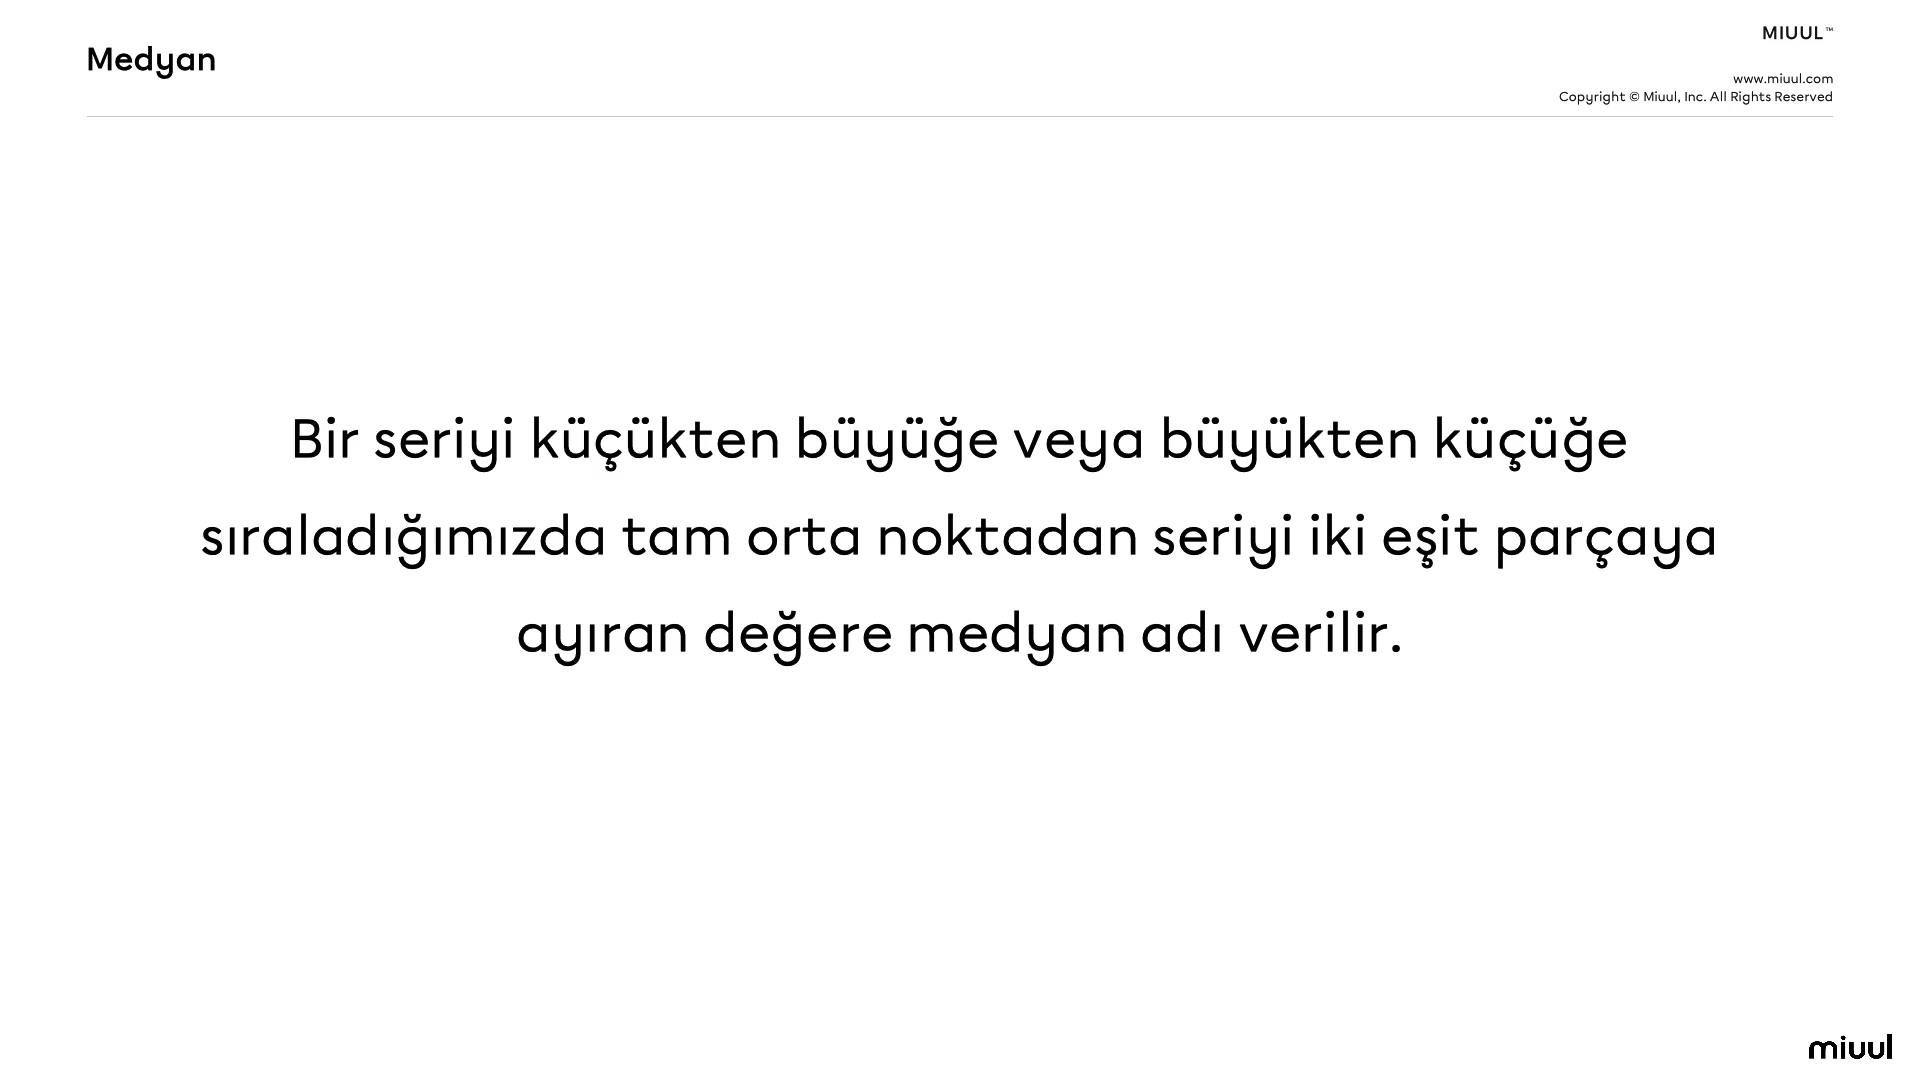 Medyan
MIUUL™
www.miuul.com
Copyright © Miuul, Inc. All Rights Reserved
Bir seriyi küçükten büyüğe veya büyükten küçüğe
sıraladığımızda tam orta noktadan seriyi iki eşit parçaya
ayıran değere medyan adı verilir.
miuul